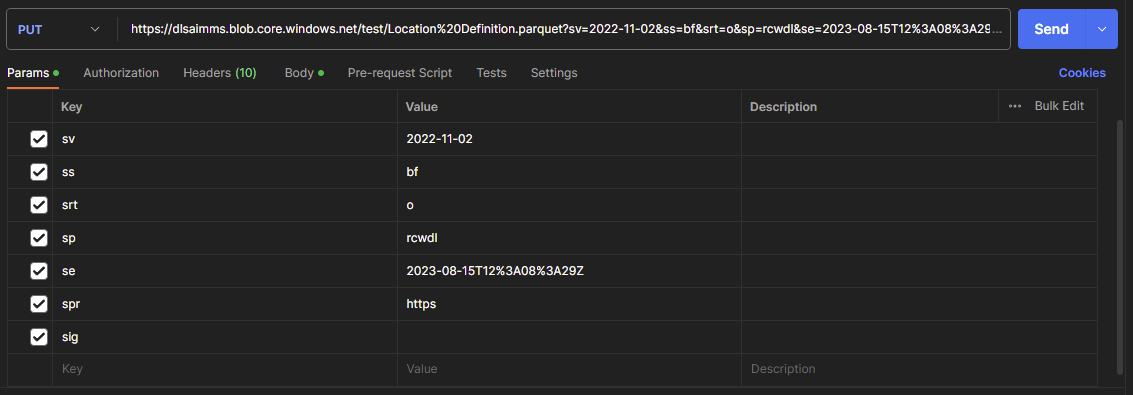 PUT https://dlsaimms.blob.core.windows.net/test/Location%20Definition.parquet?sv=2022-11-02&ss=bf&srt=o&sp=rcwdl&se=2023-08-15T12%3A08%3A29... Send
Params Authorization Headers (10) Body Pre-request Script Tests Settings Cookies
Key Value Description ... Bulk Edit
sv 2022-11-02
ss bf
srt o
sp rcwdl
se 2023-08-15T12%3A08%3A29Z
spr https
sig
Key Value Description